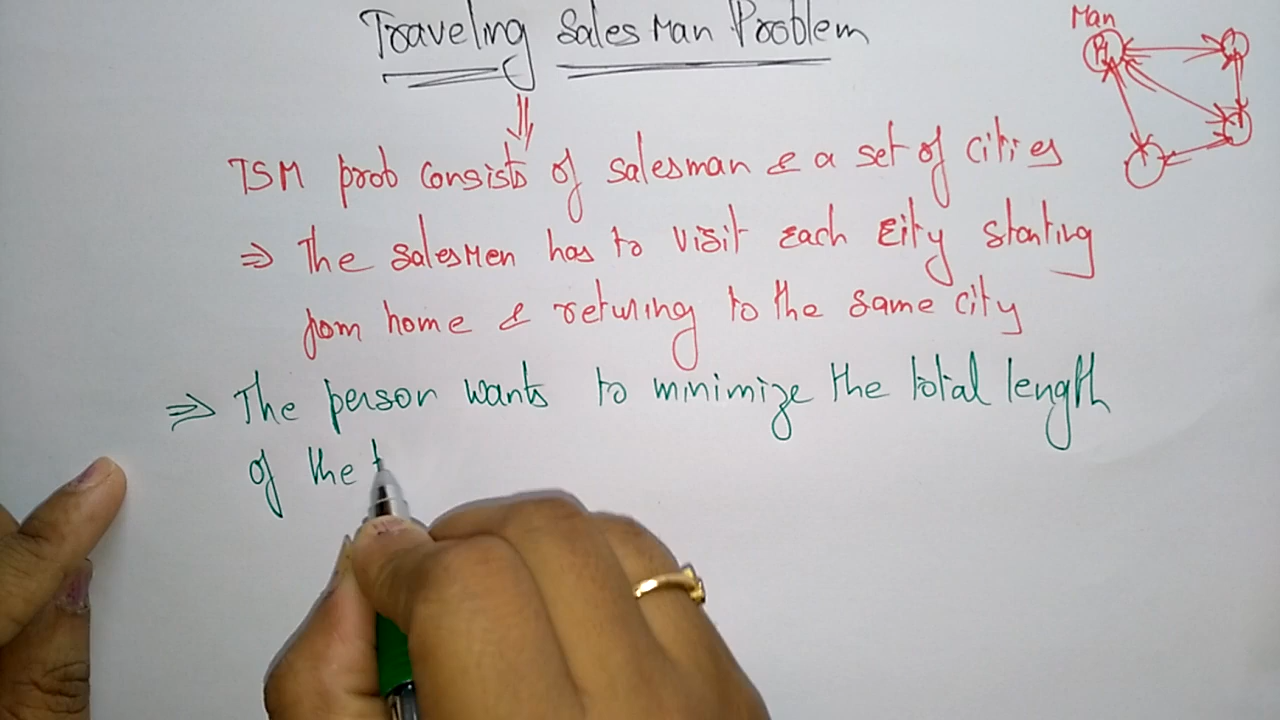 Traveling Sales Man Problem
Man
P1
TSM prob consists of salesman & a set of cities
⇒ The salesmen has to visit each city starting
from home & returning to the same city
⇒ The person wants to minimize the total length
of the t